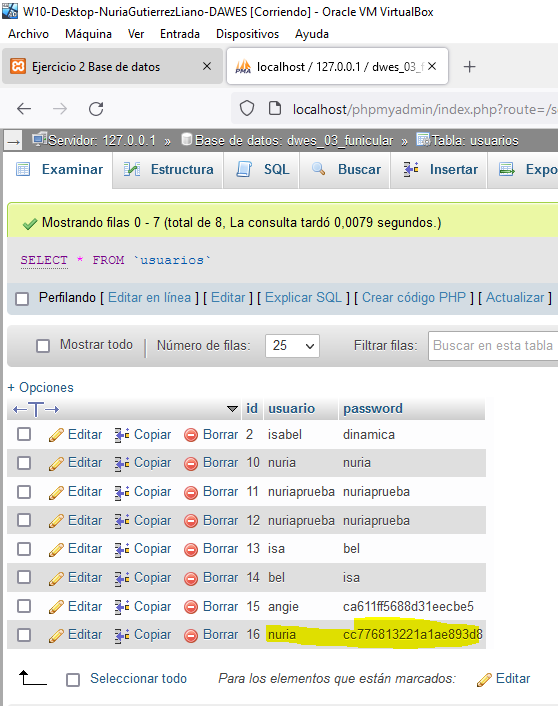 W10-Desktop-NuriaGutierrezLiano-DAWES [Corriendo] - Oracle VM VirtualBox
Archivo Máquina Ver Entrada Dispositivos Ayuda
Ejercicio 2 Base de datos × localhost / 127.0.0.1 / dwes_03_f × +
localhost/phpmyadmin/index.php?route=/s
Servidor: 127.0.0.1 » Base de datos: dwes_03_funicular » Tabla: usuarios
Examinar Estructura SQL Buscar Insertar Expo
Mostrando filas 0 - 7 (total de 8, La consulta tardó 0,0079 segundos.)
SELECT * FROM `usuarios`
Perfilando [ Editar en línea ] [ Editar ] [ Explicar SQL ] [ Crear código PHP ] [ Actualizar ]
Mostrar todo | Número de filas: 25 Filtrar filas: Buscar en esta tabla
+ Opciones
id usuario password
Editar Copiar Borrar 2 isabel dinamica
Editar Copiar Borrar 10 nuria nuria
Editar Copiar Borrar 11 nuriaprueba nuriaprueba
Editar Copiar Borrar 12 nuriaprueba nuriaprueba
Editar Copiar Borrar 13 isa bel
Editar Copiar Borrar 14 bel isa
Editar Copiar Borrar 15 angie ca611ff5688d31eecbe5
Editar Copiar Borrar 16 nuria cc776813221a1ae893d8
Seleccionar todo Para los elementos que están marcados: Editar